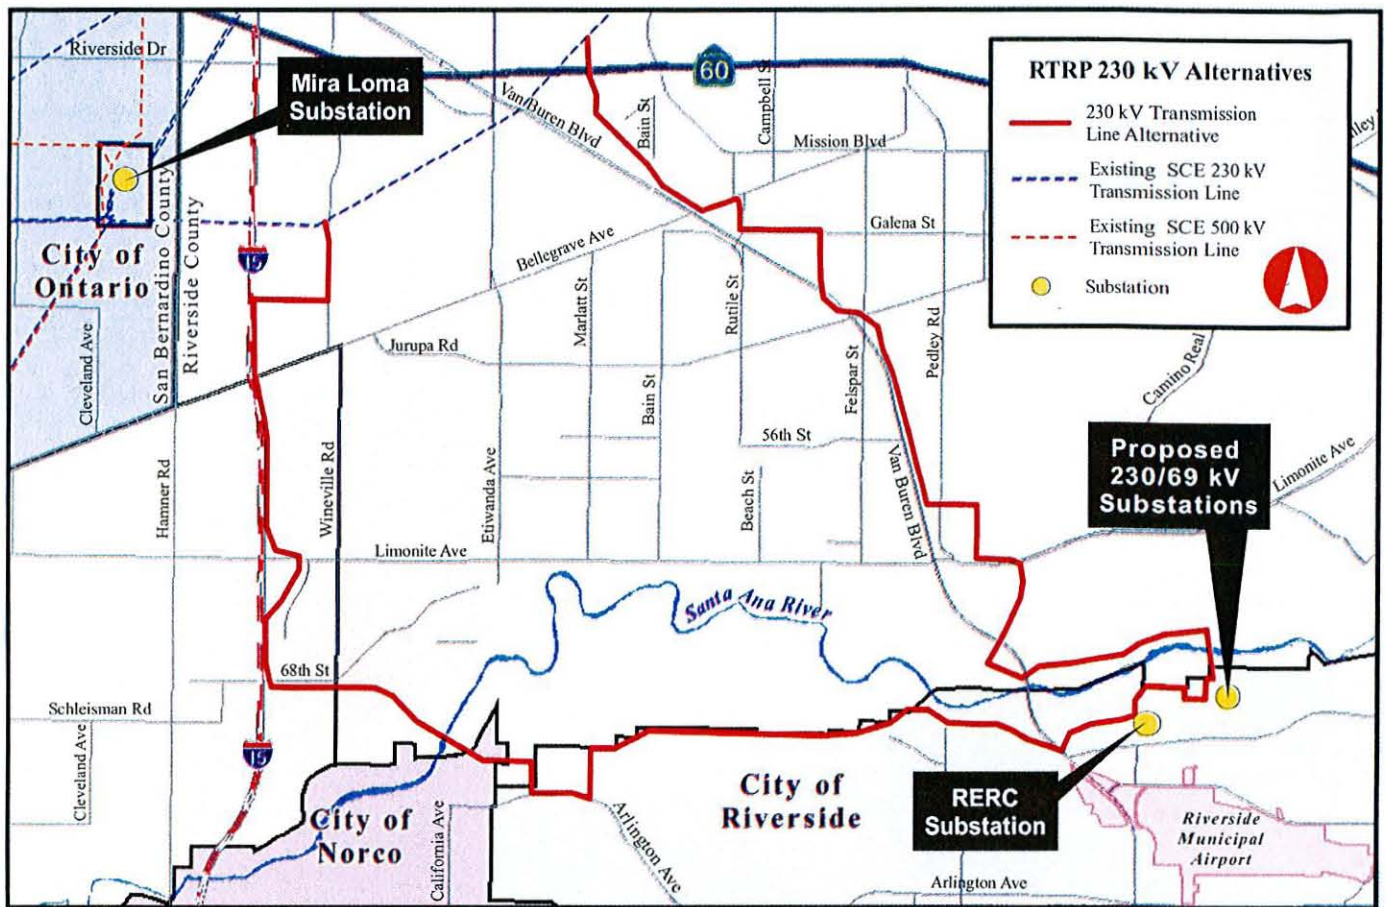 Riverside Dr
Mira Loma
Substation
60
Van Buren Blvd
Bain St
Campbell St
Mission Blvd
RTRP 230 kV Alternatives
230 kV Transmission
Line Alternative
Existing SCE 230 kV
Transmission Line
Existing SCE 500 kV
Transmission Line
Substation
City of
Ontario
San Bernardino County
Riverside County
15
Bellegrave Ave
Galena St
Cleveland Ave
Marlatt St
Rutile St
Jurupa Rd
Pedley Rd
Camino Real
Felspar St
Bain St
56th St
Hamner Rd
Wineville Rd
Etiwanda Ave
Beach St
Van Buren Blvd
Proposed
230/69 kV
Substations
Limonite Ave
Limonite Ave
Santa Ana River
68th St
Schleisman Rd
Cleveland Ave
15
City of
Norco
California Ave
Arlington Ave
City of
Riverside
RERC
Substation
Riverside
Municipal
Airport
Arlington Ave